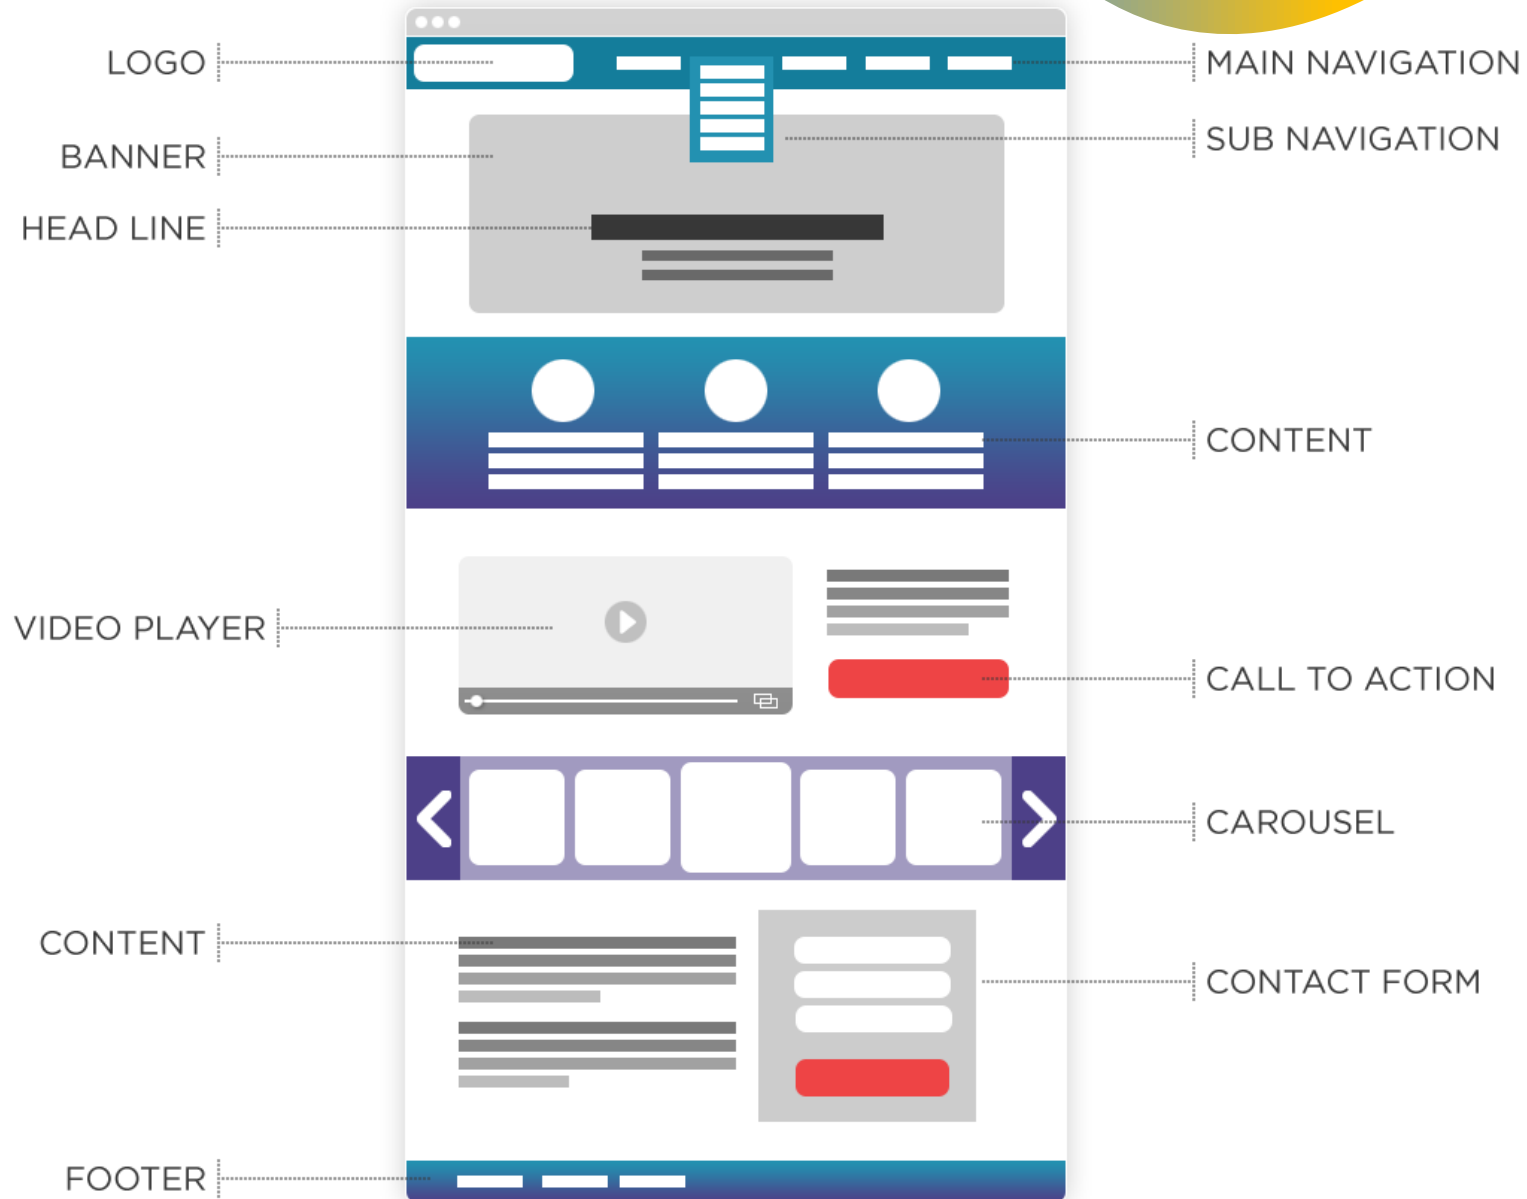 LOGO
MAIN NAVIGATION
SUB NAVIGATION
BANNER
HEAD LINE
CONTENT
VIDEO PLAYER
CALL TO ACTION
CAROUSEL
CONTENT
CONTACT FORM
FOOTER